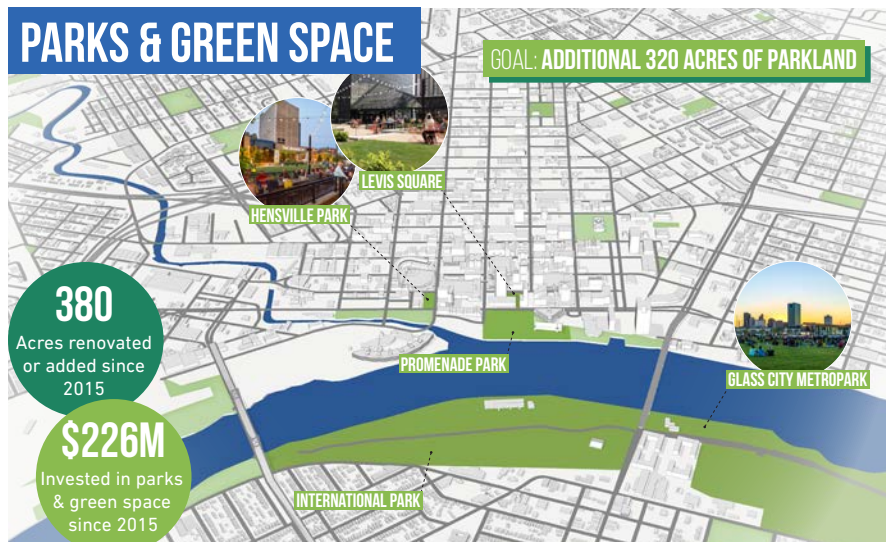 PARKS & GREEN SPACE
GOAL: ADDITIONAL 320 ACRES OF PARKLAND
LEVIS SQUARE
HENSVILLE PARK
380
Acres renovated
or added since
2015
PROMENADE PARK
GLASS CITY METROPARK
$226M
Invested in parks
& green space
since 2015
INTERNATIONAL PARK